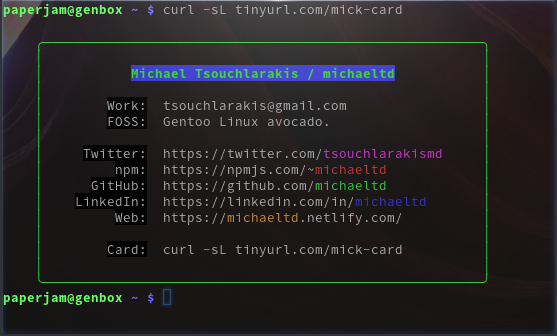 paperjam@genbox ~ $ curl -sL tinyurl.com/mick-card
Michael Tsouchlarakis / michaeltd
Work: tsouchlarakis@gmail.com
FOSS: Gentoo Linux avocado.
Twitter: https://twitter.com/tsouchlarakismd
npm: https://npmjs.com/~michaeltd
GitHub: https://github.com/michaeltd
LinkedIn: https://linkedin.com/in/michaeltd
Web: https://michaeltd.netlify.com/
Card: curl -sL tinyurl.com/mick-card
paperjam@genbox ~ $